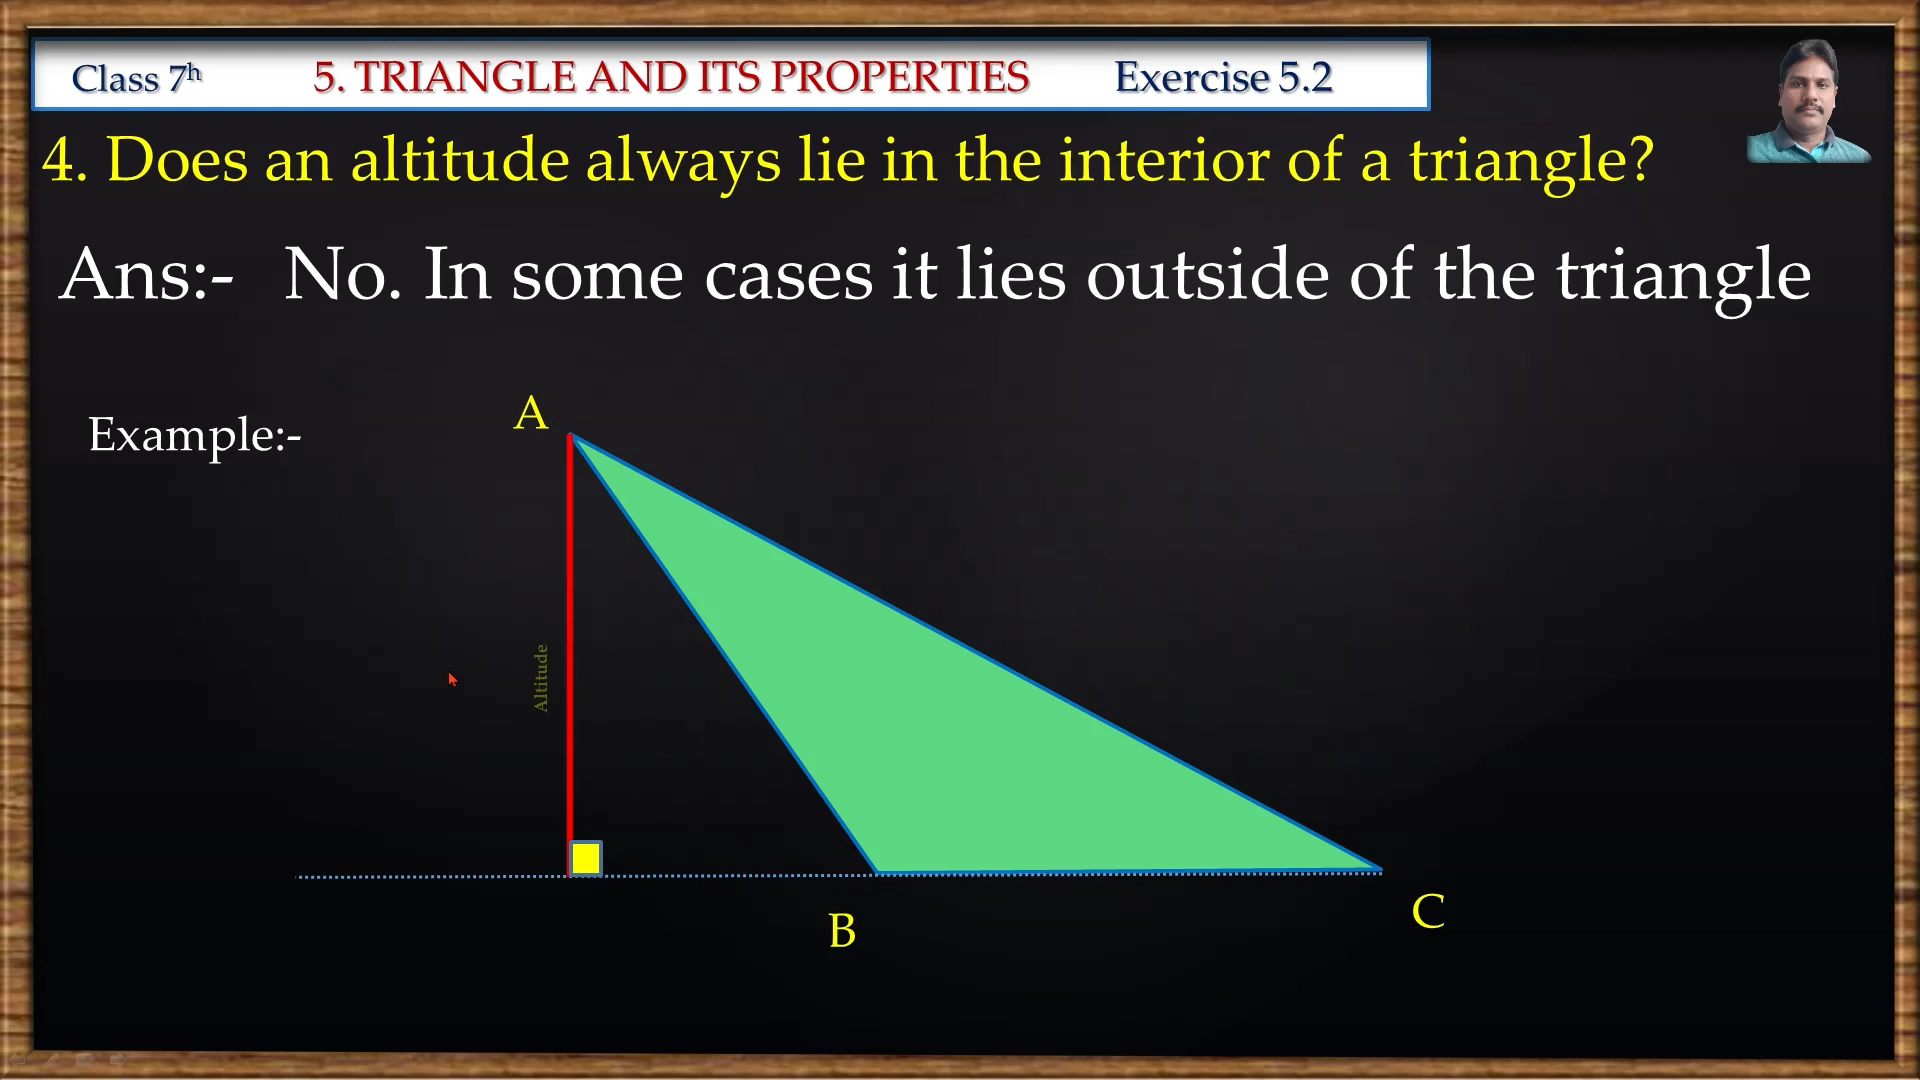 Class 7h 5. TRIANGLE AND ITS PROPERTIES Exercise 5.2
4. Does an altitude always lie in the interior of a triangle?
Ans:- No. In some cases it lies outside of the triangle
Example:-
A
Altitude
B
C